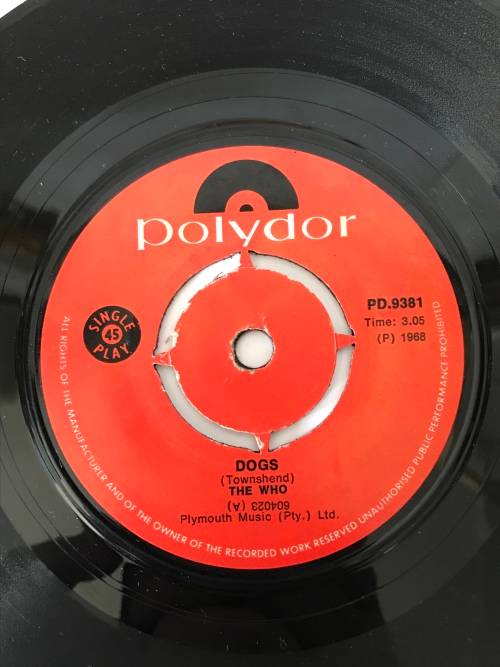 polydor
PD.9381
Time: 3.05
(P) 1968
SINGLE
45
PLAY
DOGS
(Townshend)
THE WHO
604023 (A)
Plymouth Music (Pty.) Ltd.
ALL RIGHTS OF THE MANUFACTURER AND OF THE OWNER OF THE RECORDED WORK RESERVED UNAUTHORISED PUBLIC PERFORMANCE PROHIBITED